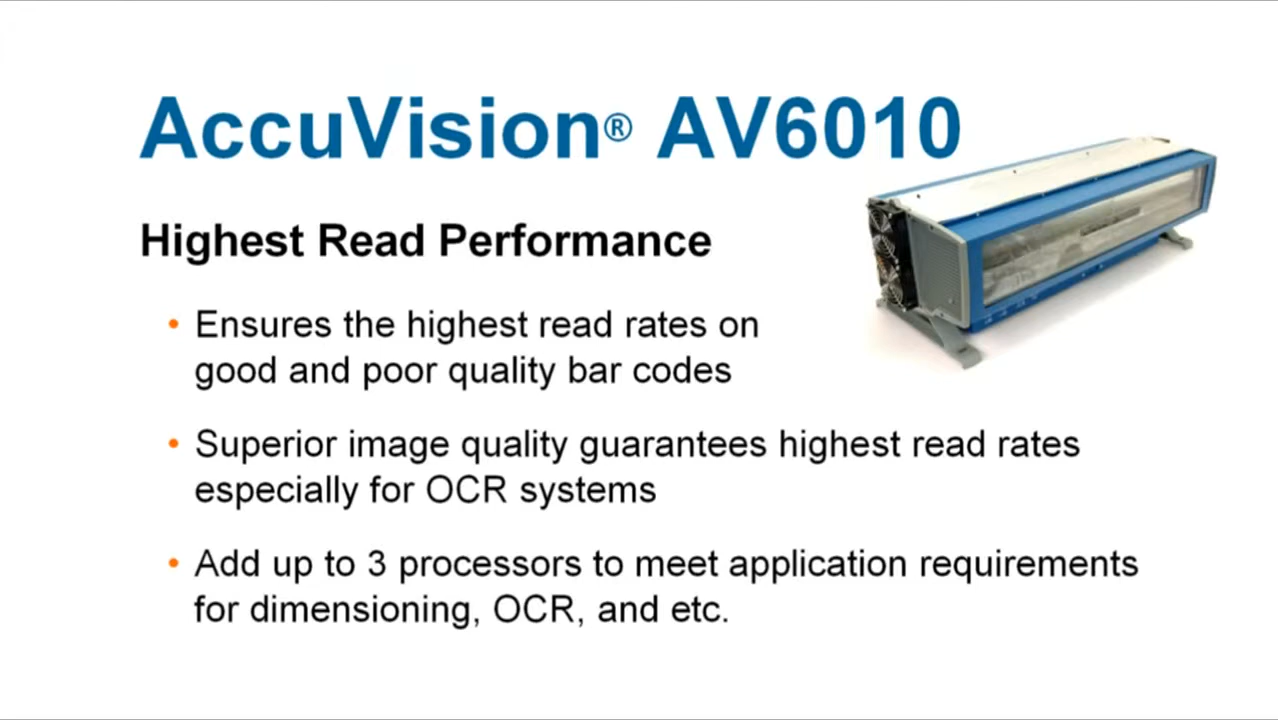 AccuVision® AV6010
Highest Read Performance
• Ensures the highest read rates on
good and poor quality bar codes
• Superior image quality guarantees highest read rates
especially for OCR systems
• Add up to 3 processors to meet application requirements
for dimensioning, OCR, and etc.